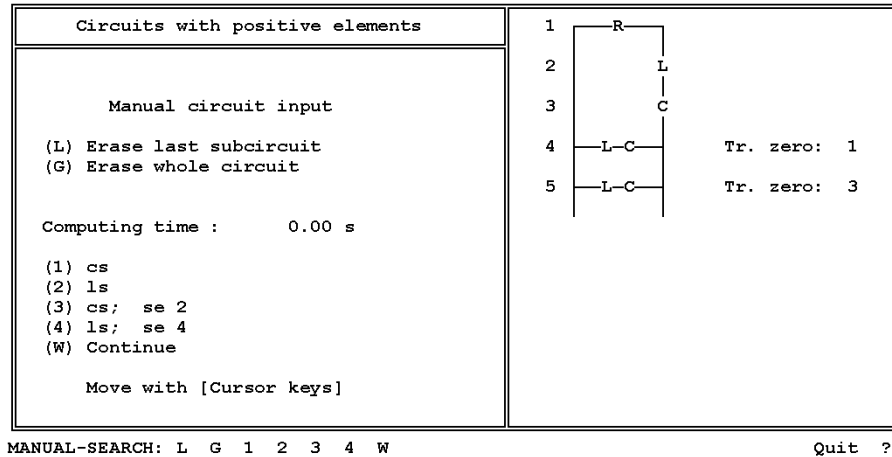 Circuits with positive elements
Manual circuit input
(L) Erase last subcircuit
(G) Erase whole circuit
Computing time : 0.00 s
(1) cs
(2) ls
(3) cs; se 2
(4) ls; se 4
(W) Continue
Move with [Cursor keys]
1 R
2 L
3 C
4 L-C Tr. zero: 1
5 L-C Tr. zero: 3
MANUAL-SEARCH: L G 1 2 3 4 W Quit ?